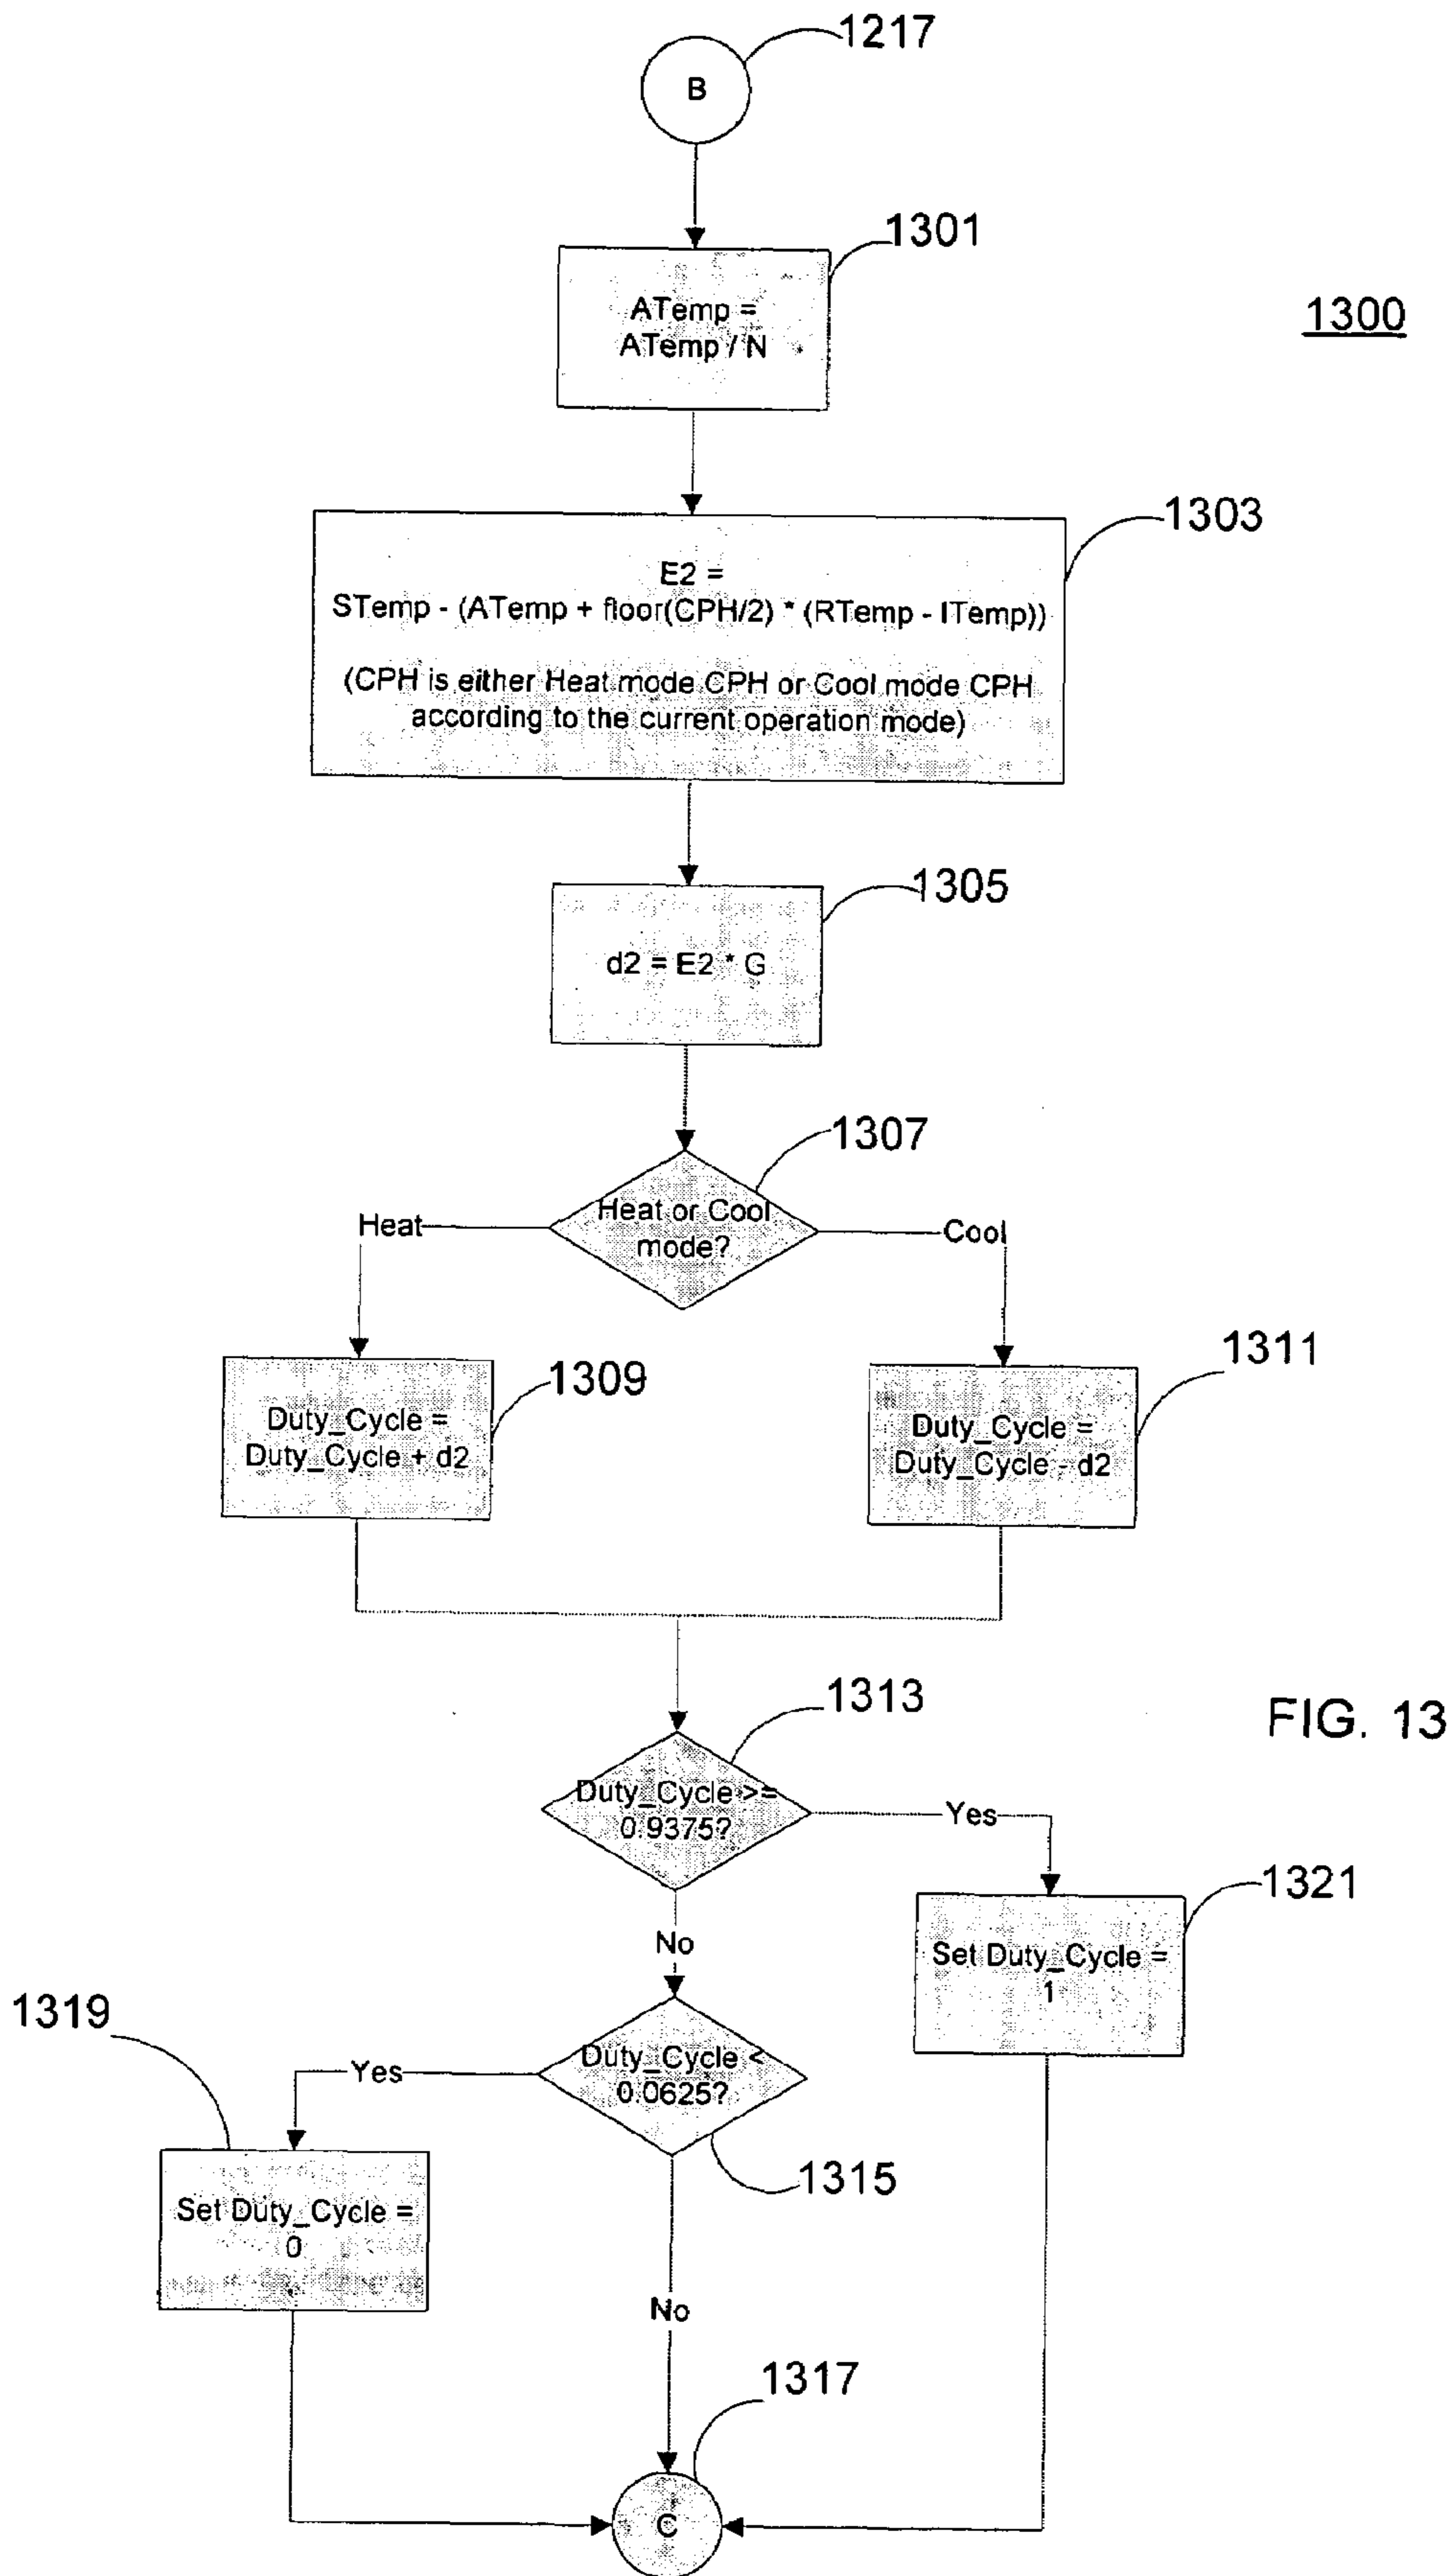 1217
B
1301
ATemp =
ATemp / N
1300
1303
E2 =
STemp - (ATemp + floor(CPH/2) * (RTemp - ITemp))
(CPH is either Heat mode CPH or Cool mode CPH
according to the current operation mode)
1305
d2 = E2 * G
1307
Heat or Cool
mode?
Heat
Cool
1309
Duty_Cycle =
Duty_Cycle + d2
1311
Duty_Cycle =
Duty_Cycle - d2
1313
FIG. 13
Duty_Cycle >=
0.9375?
Yes
1321
No
Set Duty_Cycle =
1
1319
Duty_Cycle <
0.0625?
Yes
1315
Set Duty_Cycle =
0
No
1317
C